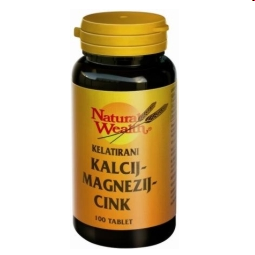 Natural
Wealth
KELATIRANI
KALCIJ-
MAGNEZIJ-
CINK
100 TABLET